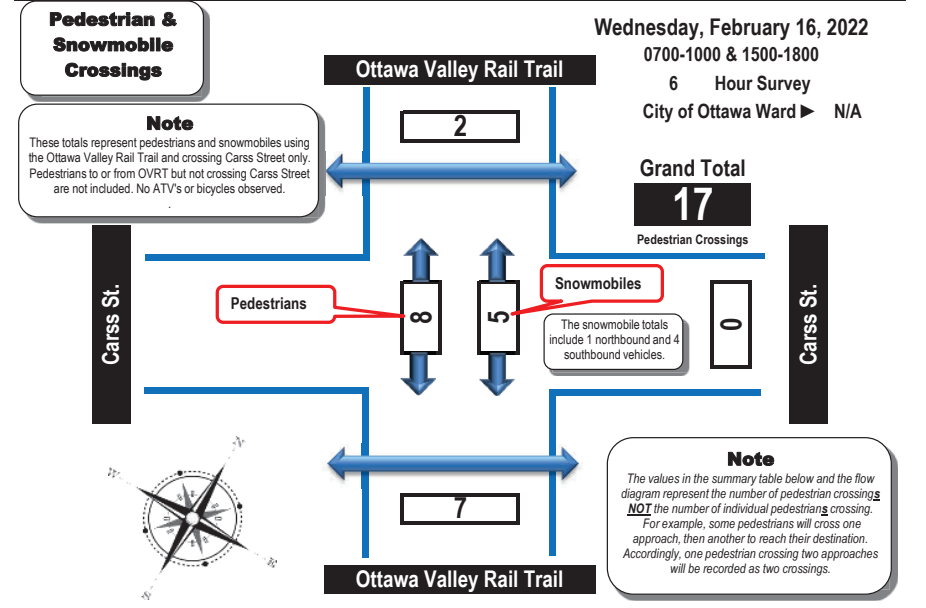 Pedestrian &
Snowmobile
Crossings
Wednesday, February 16, 2022
0700-1000 & 1500-1800
6 Hour Survey
City of Ottawa Ward ► N/A
Ottawa Valley Rail Trail
2
Note
These totals represent pedestrians and snowmobiles using
the Ottawa Valley Rail Trail and crossing Carss Street only.
Pedestrians to or from OVRT but not crossing Carss Street
are not included. No ATV's or bicycles observed.
.
Grand Total
17
Pedestrian Crossings
Carss St.
Pedestrians
8
5
Snowmobiles
The snowmobile totals
include 1 northbound and 4
southbound vehicles.
0
Carss St.
N
W
E
S
7
Ottawa Valley Rail Trail
Note
The values in the summary table below and the flow
diagram represent the number of pedestrian crossings
NOT the number of individual pedestrians crossing.
For example, some pedestrians will cross one
approach, then another to reach their destination.
Accordingly, one pedestrian crossing two approaches
will be recorded as two crossings.